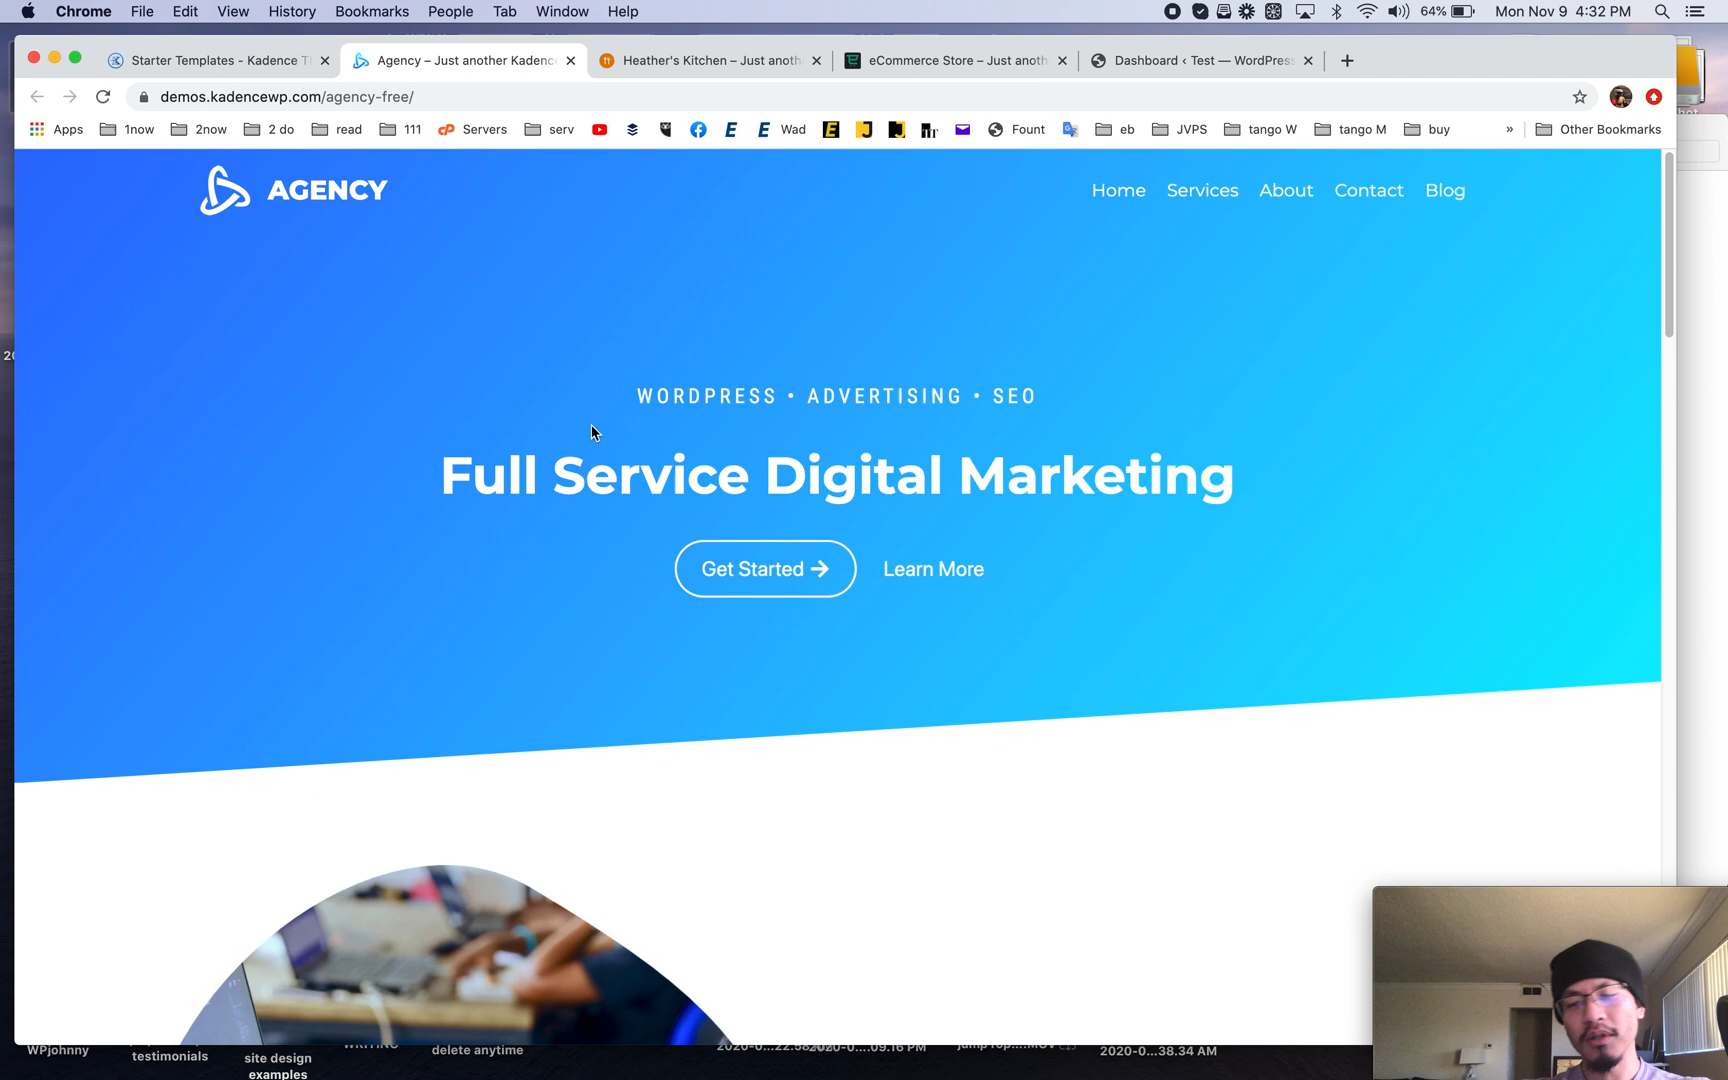 Chrome File Edit View History Bookmarks People Tab Window Help 64% Mon Nov 9 4:32 PM
Starter Templates - Kadence T Agency – Just another Kadenc Heather's Kitchen – Just anoth eCommerce Store – Just anoth Dashboard ‹ Test — WordPress
demos.kadencewp.com/agency-free/
Apps 1now 2now 2 do read 111 cP Servers serv E E Wad E J Fount eb JVPS tango W tango M buy » Other Bookmarks
AGENCY
Home Services About Contact Blog
WORDPRESS • ADVERTISING • SEO
Full Service Digital Marketing
Get Started → Learn More
WPjohnny
testimonials
site design
examples
delete anytime
2020-0...38.34 AM